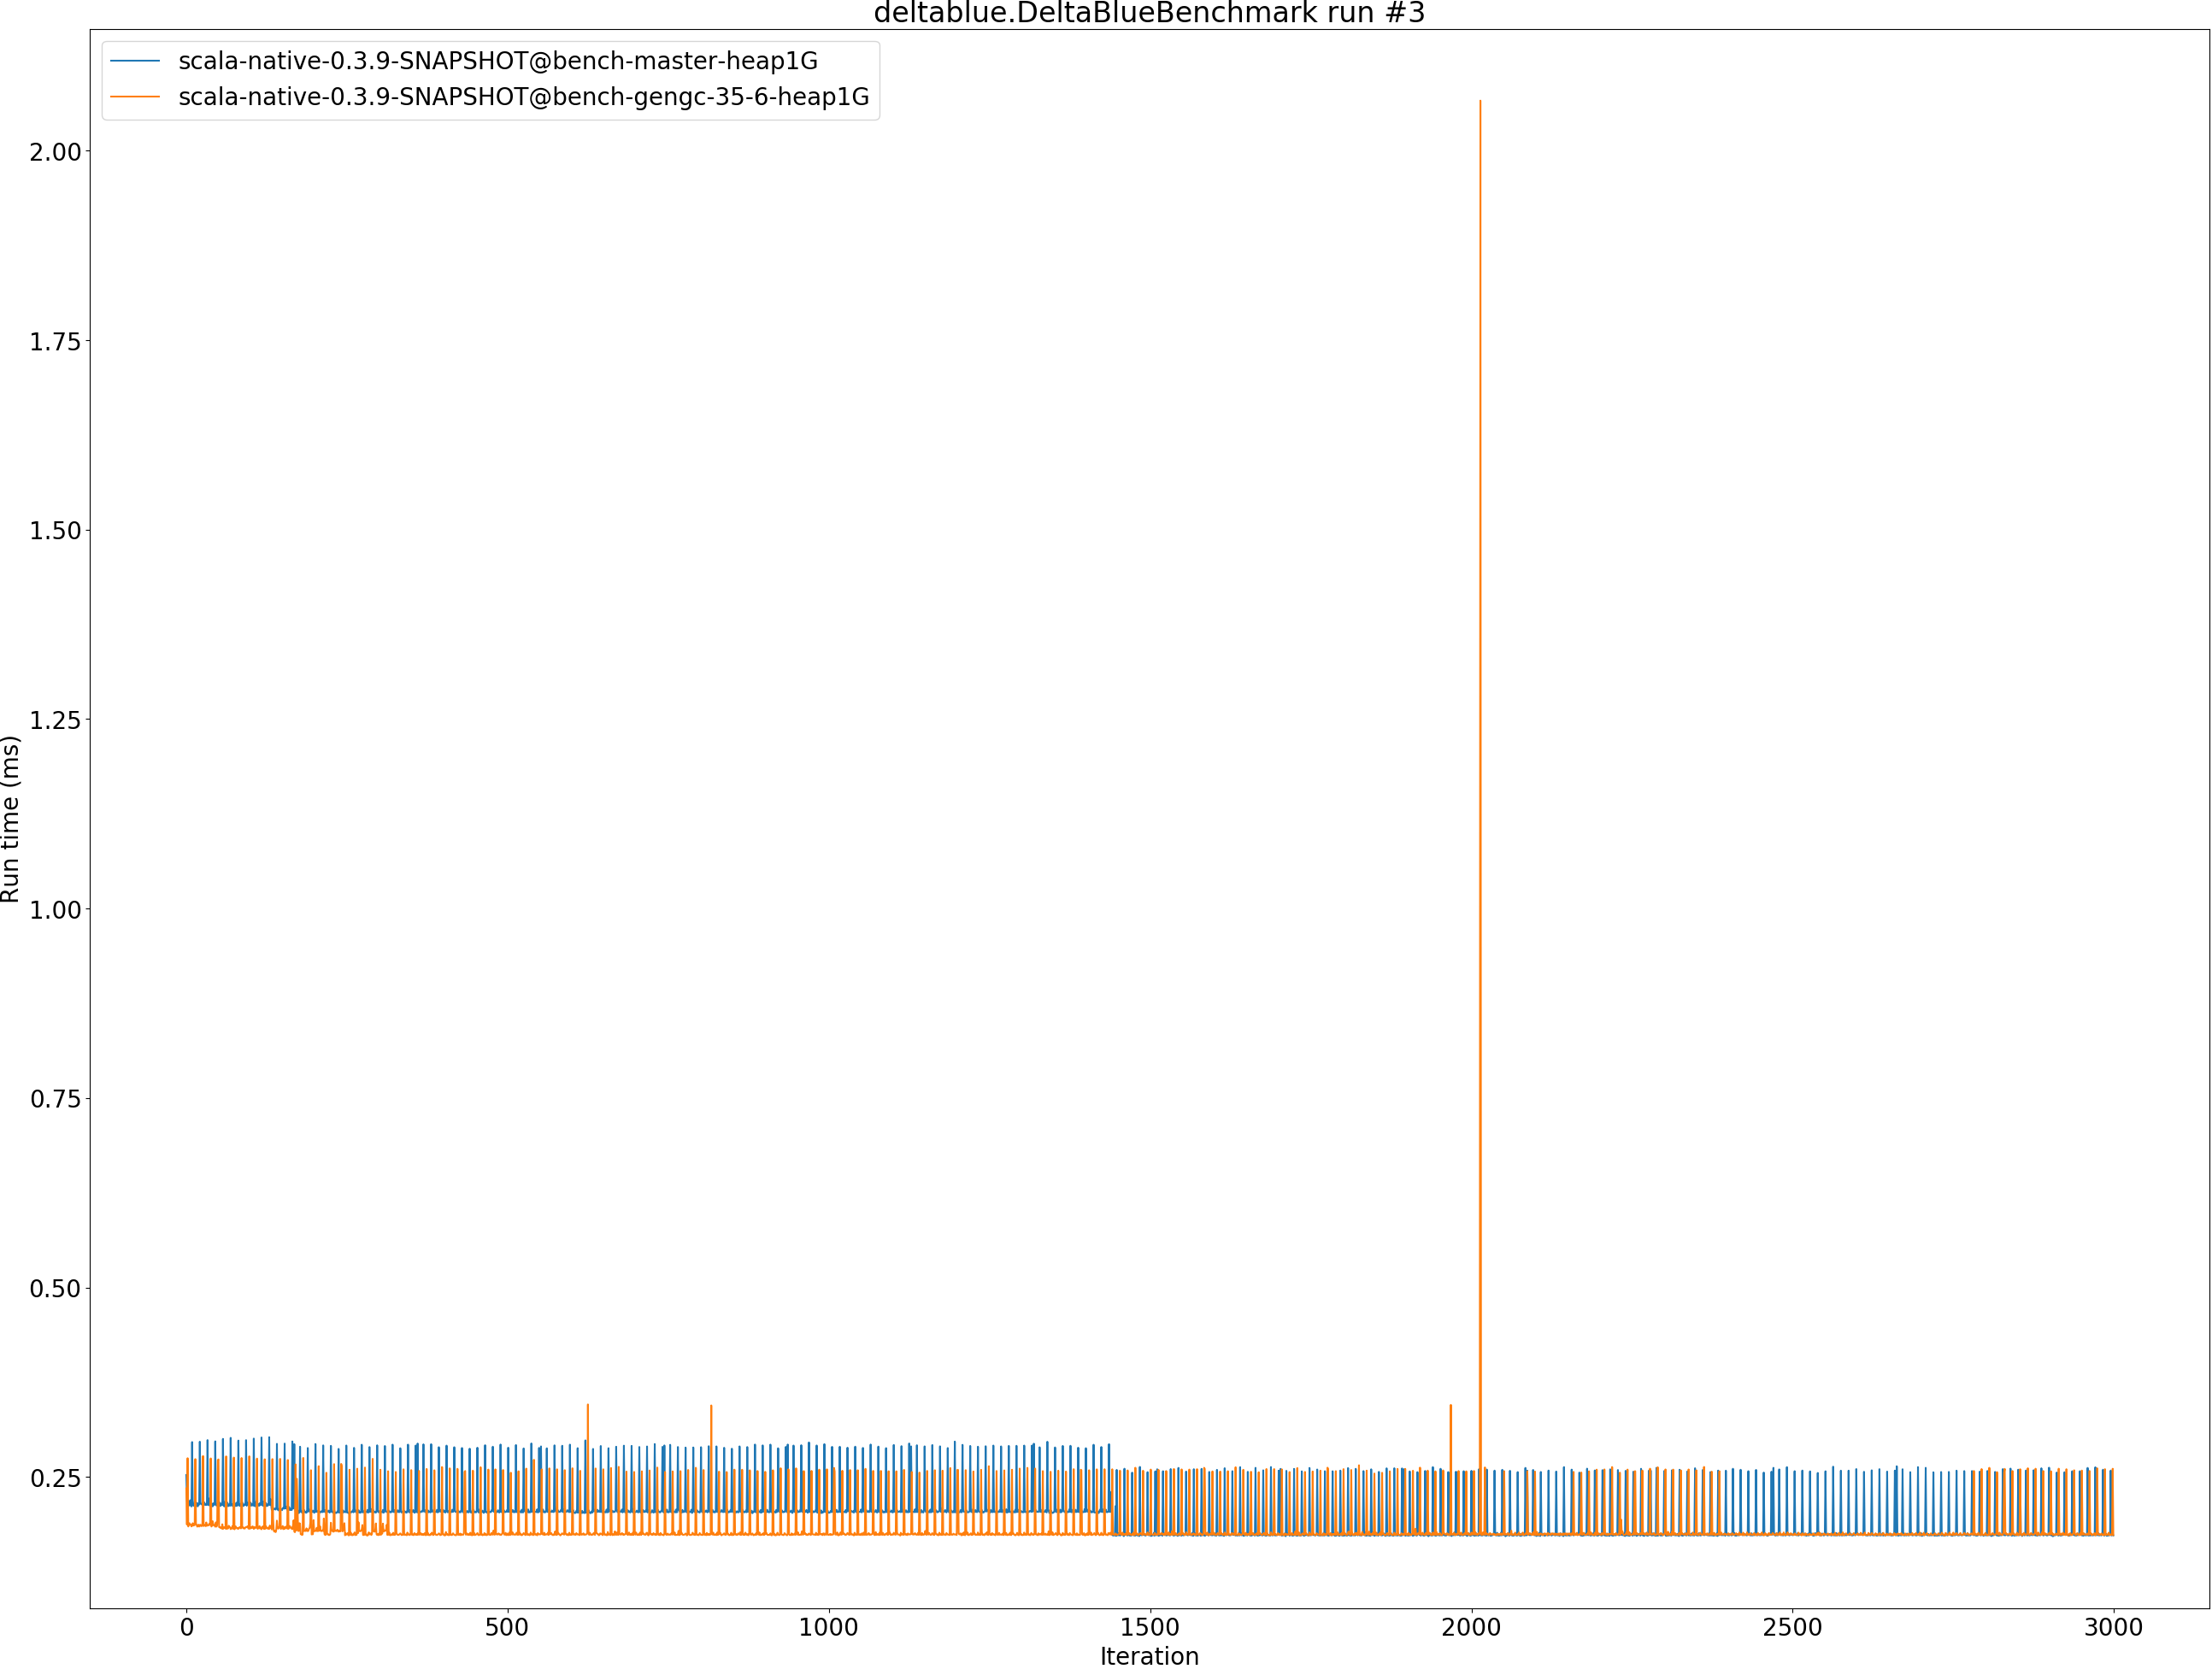 deltablue.DeltaBlueBenchmark run #3
scala-native-0.3.9-SNAPSHOT@bench-master-heap1G
scala-native-0.3.9-SNAPSHOT@bench-gengc-35-6-heap1G
2.00
1.75
1.50
1.25
1.00
0.75
0.50
0.25
Run time (ms)
0 500 1000 1500 2000 2500 3000
Iteration